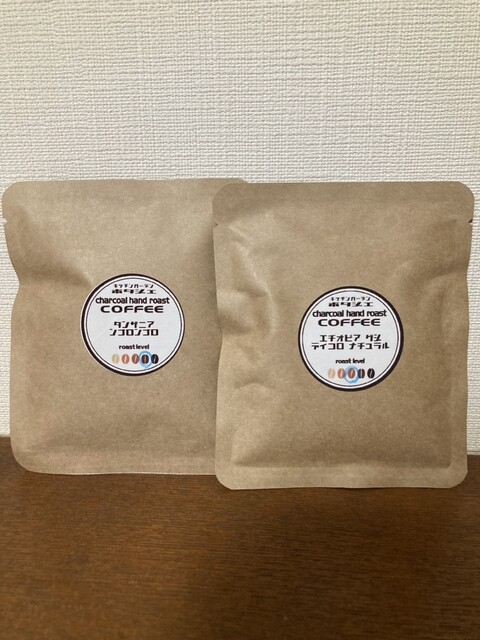 キッチンガーデン
ポタジェ
charcoal hand roast
COFFEE
タンザニア
ンゴロンゴロ
roast level
キッチンガーデン
ポタジェ
charcoal hand roast
COFFEE
エチオピア グジ
ティコロ ナチュラル
roast level